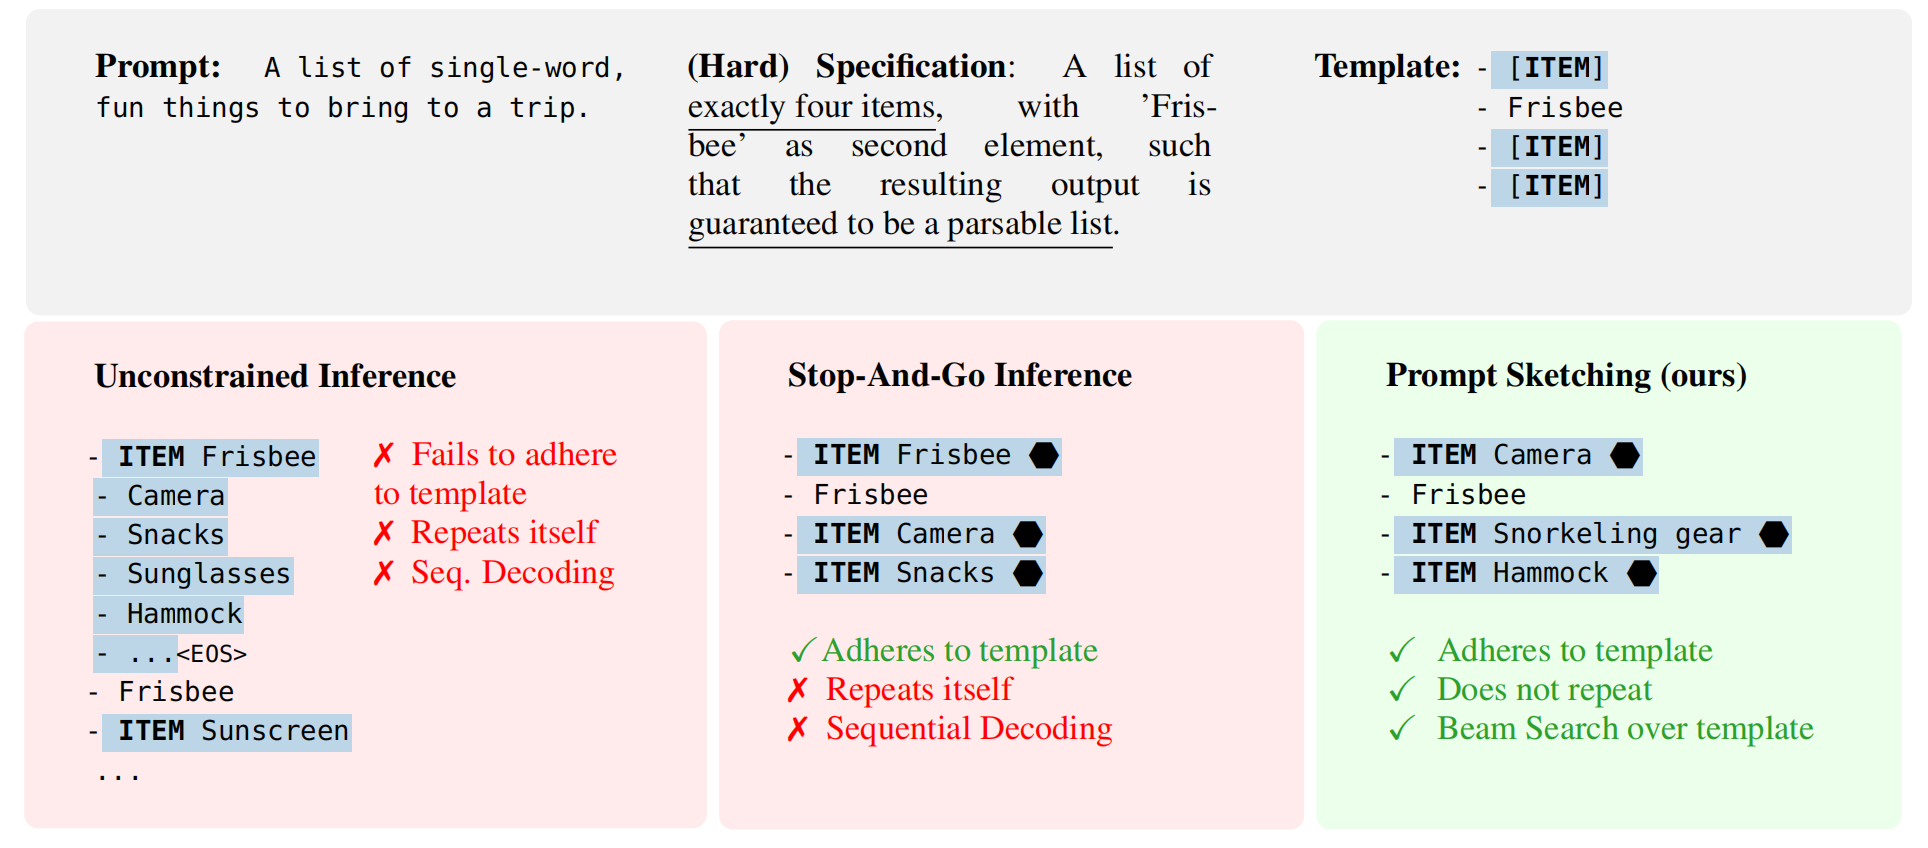 Prompt: A list of single-word,
fun things to bring to a trip.
(Hard) Specification: A list of
exactly four items, with 'Fris-
bee' as second element, such
that the resulting output is
guaranteed to be a parsable list.
Template: - [ITEM]
- Frisbee
- [ITEM]
- [ITEM]
Unconstrained Inference
- ITEM Frisbee
- Camera
- Snacks
- Sunglasses
- Hammock
- ...<EOS>
- Frisbee
- ITEM Sunscreen
...
✗ Fails to adhere
to template
✗ Repeats itself
✗ Seq. Decoding
Stop-And-Go Inference
- ITEM Frisbee ⬣
- Frisbee
- ITEM Camera ⬣
- ITEM Snacks ⬣
✓ Adheres to template
✗ Repeats itself
✗ Sequential Decoding
Prompt Sketching (ours)
- ITEM Camera ⬣
- Frisbee
- ITEM Snorkeling gear ⬣
- ITEM Hammock ⬣
✓ Adheres to template
✓ Does not repeat
✓ Beam Search over template